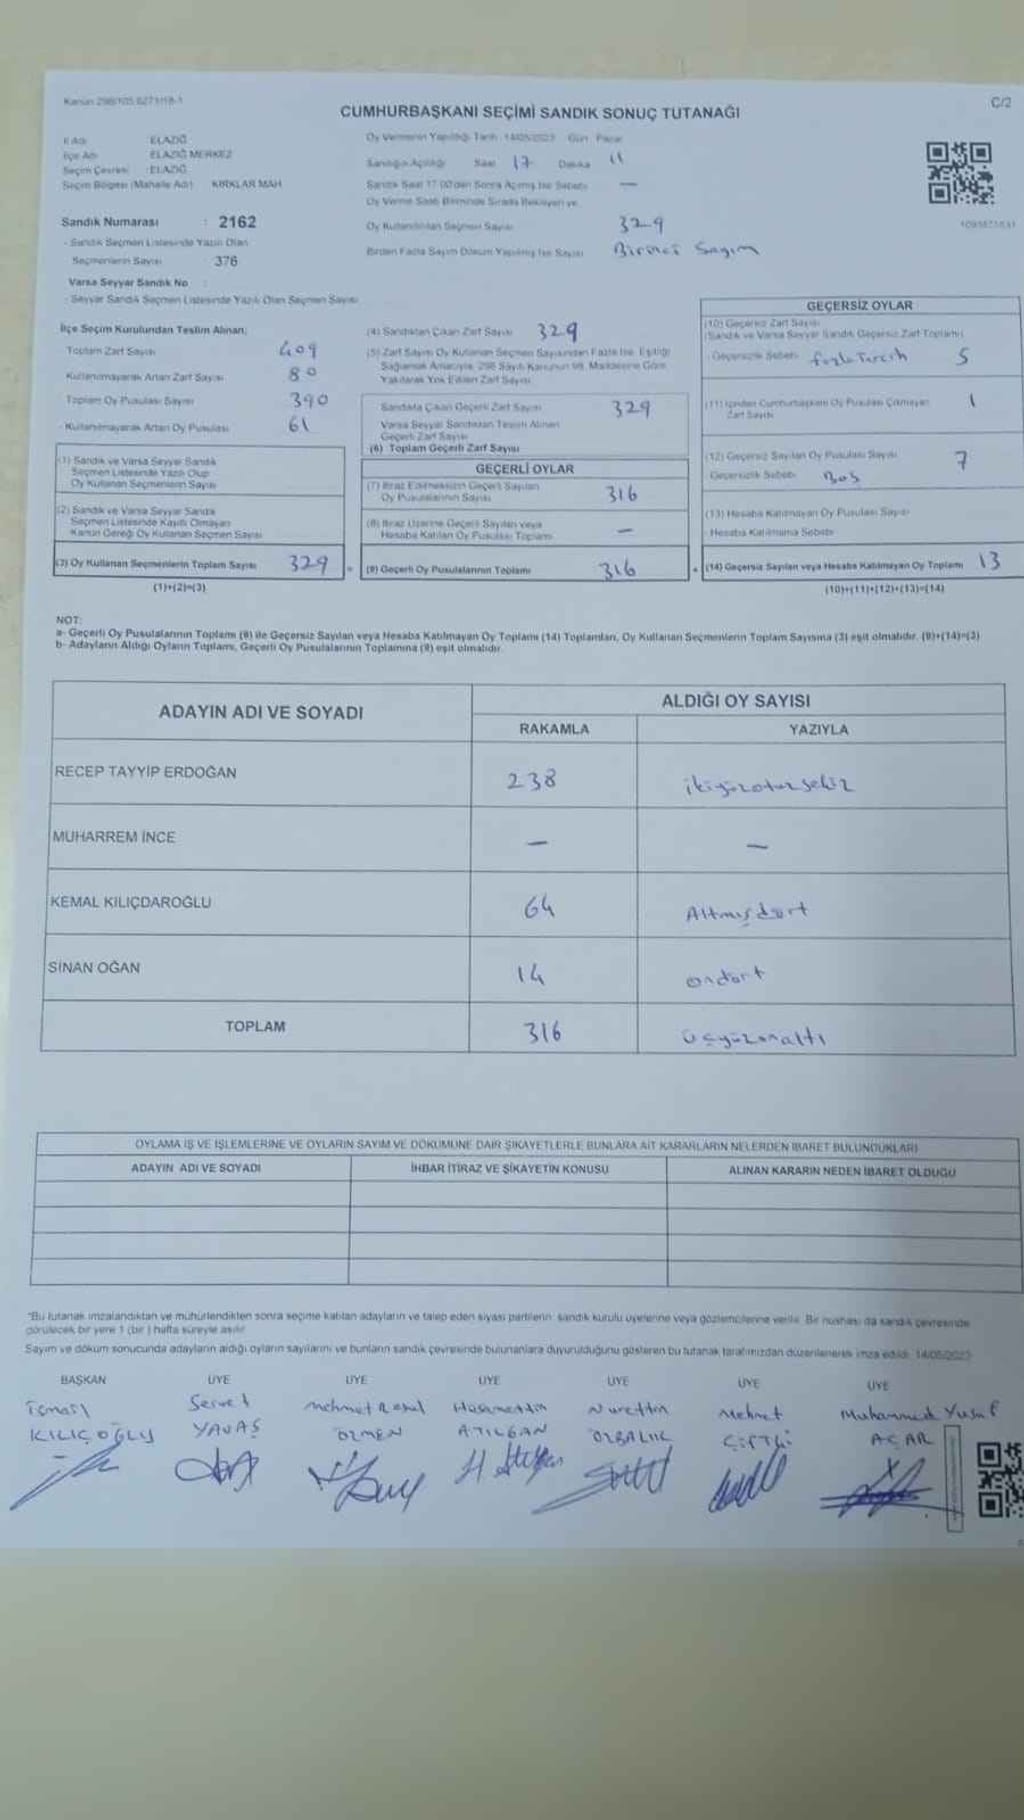 Kanun 298/105,6271/18-1
C/2
CUMHURBAŞKANI SEÇİMİ SANDIK SONUÇ TUTANAĞI
İl Adı : ELAZIĞ
İlçe Adı : ELAZIĞ MERKEZ
Seçim Çevresi : ELAZIĞ
Seçim Bölgesi (Mahalle Adı) : KIRKLAR MAH
Sandık Numarası : 2162
- Sandık Seçmen Listesinde Yazılı Olan
Seçmenlerin Sayısı : 376
Varsa Seyyar Sandık No :
- Seyyar Sandık Seçmen Listesinde Yazılı Olan Seçmen Sayısı
Oy Vermenin Yapıldığı Tarih : 14/05/2023 Gün : Pazar
Sandığın Açıldığı Saat 17 Dakika 11
Sandık Saat 17.00'den Sonra Açılmış İse Sebebi —
Oy Verme Saati Bitiminde Sırada Bekleyen ve
Oy Kullandırılan Seçmen Sayısı 329
Birden Fazla Sayım Döküm Yapılmış İse Sayısı Birinci Sayım
İlçe Seçim Kurulundan Teslim Alınan;
Toplam Zarf Sayısı 409
Kullanılmayarak Artan Zarf Sayısı 80
Toplam Oy Pusulası Sayısı 390
- Kullanılmayarak Artan Oy Pusulası 61
(1) Sandık ve Varsa Seyyar Sandık
Seçmen Listesinde Yazılı Olup
Oy Kullanan Seçmenlerin Sayısı
(2) Sandık ve Varsa Seyyar Sandık
Seçmen Listesinde Kayıtlı Olmayan
Kanun Gereği Oy Kullanan Seçmen Sayısı
(3) Oy Kullanan Seçmenlerin Toplam Sayısı 329
(1)+(2)=(3)
(4) Sandıktan Çıkan Zarf Sayısı 329
(5) Zarf Sayısı Oy Kullanan Seçmen Sayısından Fazla İse, Eşitliği
Sağlamak Amacıyla, 298 Sayılı Kanunun 98. Maddesine Göre
Yakılarak Yok Edilen Zarf Sayısı
Sandıkta Çıkan Geçerli Zarf Sayısı 329
Varsa Seyyar Sandıktan Teslim Alınan
Geçerli Zarf Sayısı
(6) Toplam Geçerli Zarf Sayısı
GEÇERLİ OYLAR
(7) İtiraz Edilmeksizin Geçerli Sayılan
Oy Pusulalarının Sayısı 316
(8) İtiraz Üzerine Geçerli Sayılan veya
Hesaba Katılan Oy Pusulası Toplamı —
= (9) Geçerli Oy Pusulalarının Toplamı 316
GEÇERSİZ OYLAR
(10) Geçersiz Zarf Sayısı
(Sandık ve Varsa Seyyar Sandık Geçersiz Zarf Toplamı)
Geçersizlik Sebebi fazla Tercih 5
(11) İçinden Cumhurbaşkanı Oy Pusulası Çıkmayan
Zarf Sayısı 1
(12) Geçersiz Sayılan Oy Pusulası Sayısı 7
Geçersizlik Sebebi Boş
(13) Hesaba Katılmayan Oy Pusulası Sayısı
Hesaba Katılmama Sebebi
+ (14) Geçersiz Sayılan veya Hesaba Katılmayan Oy Toplamı 13
(10)+(11)+(12)+(13)=(14)
NOT:
a- Geçerli Oy Pusulalarının Toplamı (9) ile Geçersiz Sayılan veya Hesaba Katılmayan Oy Toplamı (14) Toplamları, Oy Kullanan Seçmenlerin Toplam Sayısına (3) eşit olmalıdır. (9)+(14)=(3)
b- Adayların Aldığı Oyların Toplamı, Geçerli Oy Pusulalarının Toplamına (9) eşit olmalıdır.
ADAYIN ADI VE SOYADI
ALDIĞI OY SAYISI
RAKAMLA YAZIYLA
RECEP TAYYİP ERDOĞAN 238 ikiyüzotuzsekiz
MUHARREM İNCE — —
KEMAL KILIÇDAROĞLU 64 Altmışdört
SİNAN OĞAN 14 ondört
TOPLAM 316 üçyüzonaltı
OYLAMA İŞ VE İŞLEMLERİNE VE OYLARIN SAYIM VE DÖKÜMÜNE DAİR ŞİKAYETLERLE BUNLARA AİT KARARLARIN NELERDEN İBARET BULUNDUKLARI
ADAYIN ADI VE SOYADI İHBAR İTİRAZ VE ŞİKAYETİN KONUSU ALINAN KARARIN NEDEN İBARET OLDUĞU
*Bu tutanak imzalandıktan ve mühürlendikten sonra seçime katılan adayların ve talep eden siyasi partilerin sandık kurulu üyelerine veya gözlemcilerine verilir. Bir nüshası da sandık çevresinde
görülecek bir yere 1 (bir ) hafta süreyle asılır.
Sayım ve döküm sonucunda adayların aldığı oyların sayılarını ve bunların sandık çevresinde bulunanlara duyurulduğunu gösteren bu tutanak tarafımızdan düzenlenerek imza edildi. 14/05/2023
BAŞKAN ÜYE ÜYE ÜYE ÜYE ÜYE ÜYE
İsmail Servet Mehmet Resul Hasamettin Nurettin Mehmet Muhammed Yusuf
KILIÇOĞLU YAVAŞ ÖZMEN ATILGAN ÖZBALIK ÇİFTÇİ ACAR